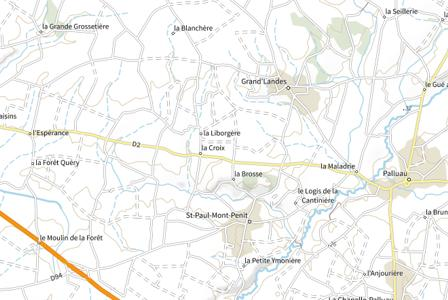 la Seillerie
la Grande Grossetière
la Blanchère
Grand'Landes
le Gué
aisins
l'Espérance
la Liborgère
D2
la Croix
la Forêt Quéry
la Maladrie
la Brosse
Palluau
le Logis de la
Cantinière
St-Paul-Mont-Penit
la Brun
le Moulin de la Forêt
la Petite Ymonière
l'Anjourière
D94
La Chapelle-Palluau